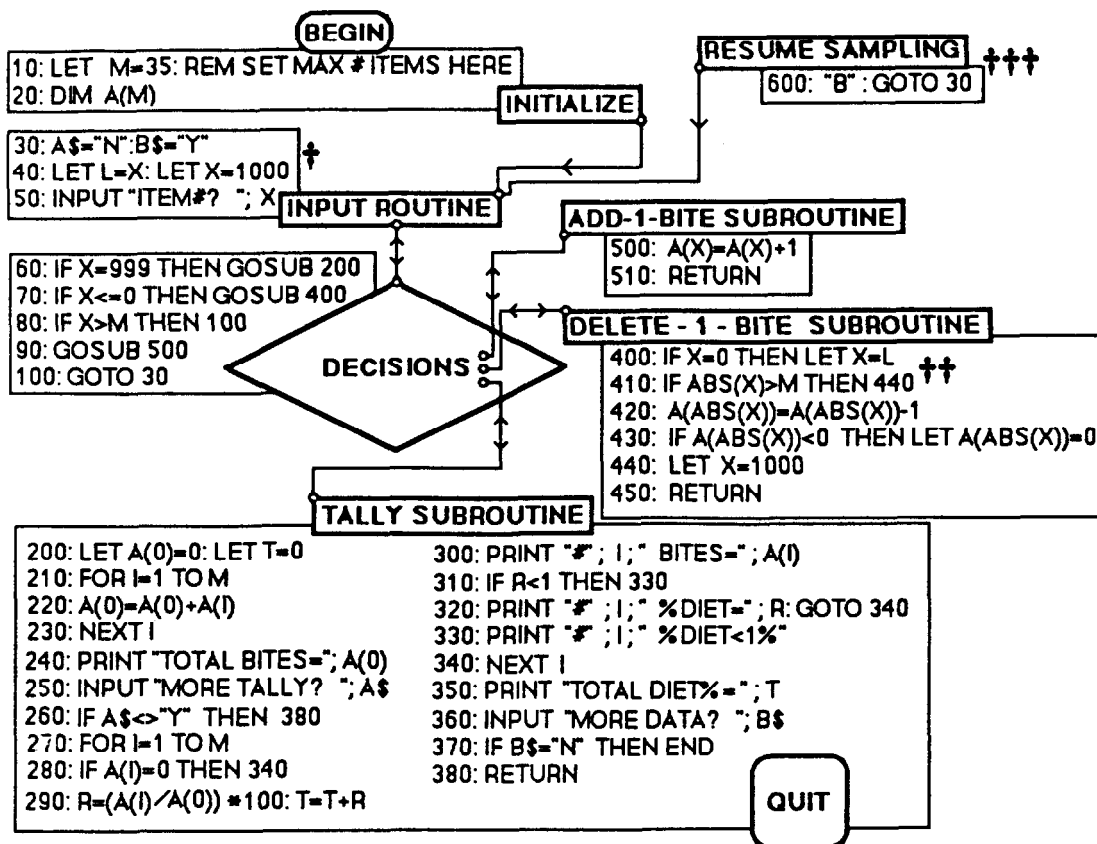 BEGIN
10: LET M=35: REM SET MAX # ITEMS HERE
20: DIM A(M)
INITIALIZE
RESUME SAMPLING †††
600: "B" : GOTO 30
30: A$="N":B$="Y" †
40: LET L=X: LET X=1000
50: INPUT "ITEM#? "; X
INPUT ROUTINE
ADD-1-BITE SUBROUTINE
500: A(X)=A(X)+1
510: RETURN
60: IF X=999 THEN GOSUB 200
70: IF X<=0 THEN GOSUB 400
80: IF X>M THEN 100
90: GOSUB 500
100: GOTO 30
DECISIONS
DELETE - 1 - BITE SUBROUTINE
400: IF X=0 THEN LET X=L
410: IF ABS(X)>M THEN 440 ††
420: A(ABS(X))=A(ABS(X))-1
430: IF A(ABS(X))<0 THEN LET A(ABS(X))=0
440: LET X=1000
450: RETURN
TALLY SUBROUTINE
200: LET A(0)=0: LET T=0
210: FOR I=1 TO M
220: A(0)=A(0)+A(I)
230: NEXT I
240: PRINT "TOTAL BITES="; A(0)
250: INPUT "MORE TALLY? "; A$
260: IF A$<>"Y" THEN 380
270: FOR I=1 TO M
280: IF A(I)=0 THEN 340
290: R=(A(I)/A(0)) *100: T=T+R
300: PRINT "#"; I;" BITES="; A(I)
310: IF R<1 THEN 330
320: PRINT "#" ; I;" %DIET="; R: GOTO 340
330: PRINT "#" ; I;" %DIET<1%"
340: NEXT I
350: PRINT "TOTAL DIET%="; T
360: INPUT "MORE DATA? "; B$
370: IF B$="N" THEN END
380: RETURN
QUIT